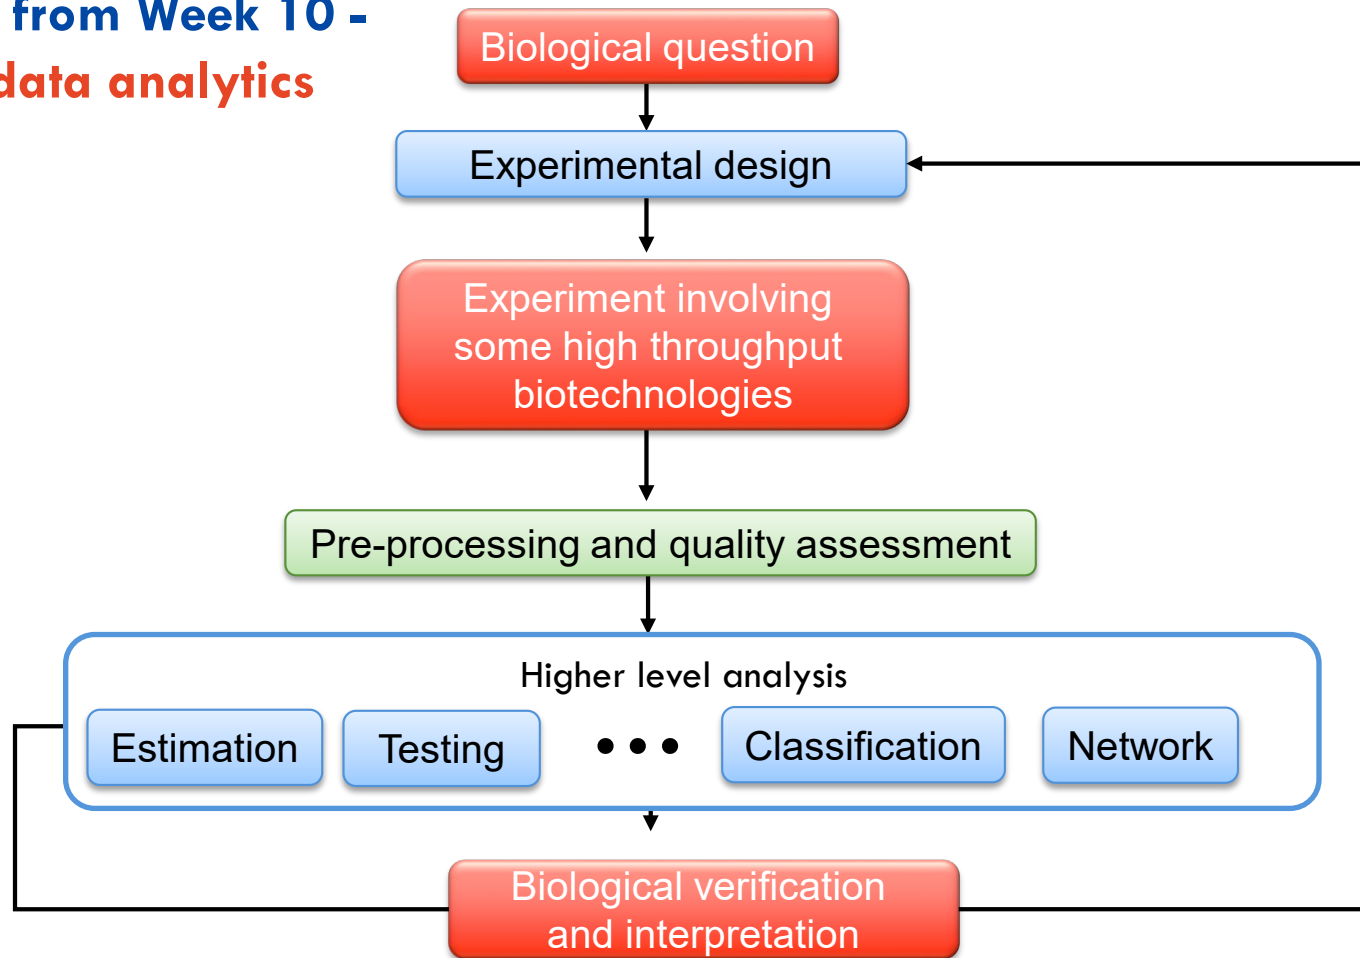 from Week 10 -
data analytics
Biological question
Experimental design
Experiment involving
some high throughput
biotechnologies
Pre-processing and quality assessment
Higher level analysis
Estimation
Testing
•••
Classification
Network
Biological verification
and interpretation